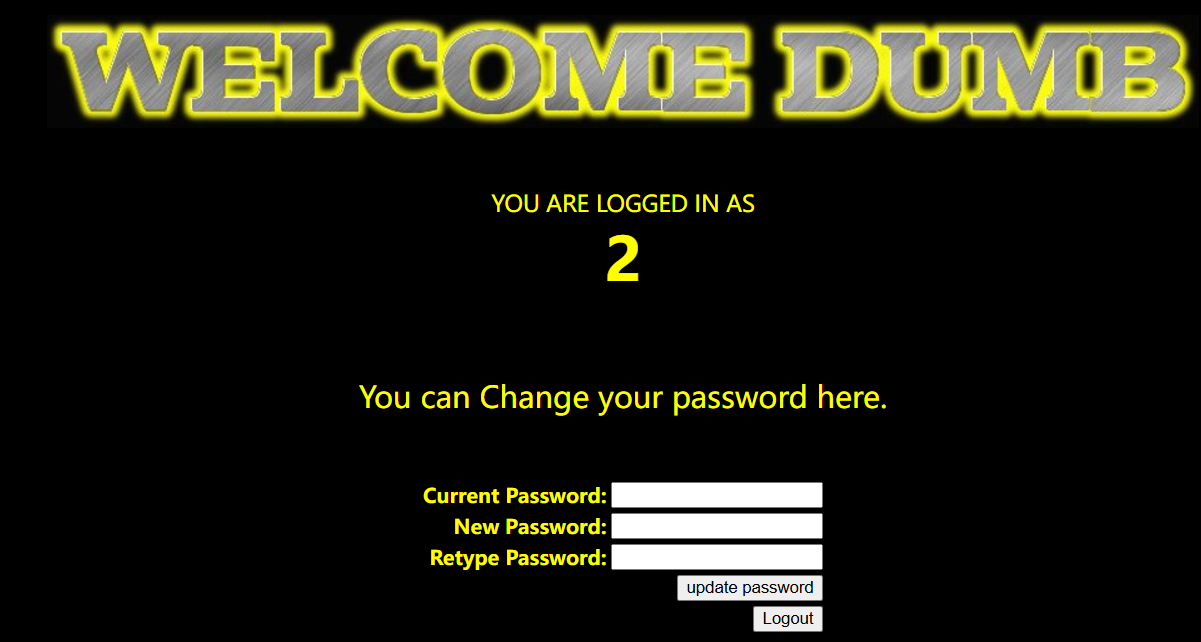 WELCOME DUMB
YOU ARE LOGGED IN AS
2
You can Change your password here.
Current Password:
New Password:
Retype Password:
update password
Logout